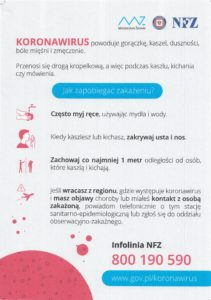 MINISTERSTWO ZDROWIA
NFZ
KORONAWIRUS powoduje gorączkę, kaszel, duszności,
bóle mięśni i zmęczenie.
Przenosi się drogą kropelkową, a więc podczas kaszlu, kichania
czy mówienia.
Jak zapobiegać zakażeniu?
Często myj ręce, używając mydła i wody.
Kiedy kaszlesz lub kichasz, zakrywaj usta i nos.
Zachowaj co najmniej 1 metr odległości od osób,
które kaszlą i kichają.
Jeśli wracasz z regionu, gdzie występuje koronawirus
i masz objawy choroby lub miałeś kontakt z osobą
zakażoną, powiadom telefonicznie o tym stację
sanitarno-epidemiologiczną lub zgłoś się do oddziału
obserwacyjno-zakaźnego.
Infolinia NFZ
800 190 590
www.gov.pl/koronawirus